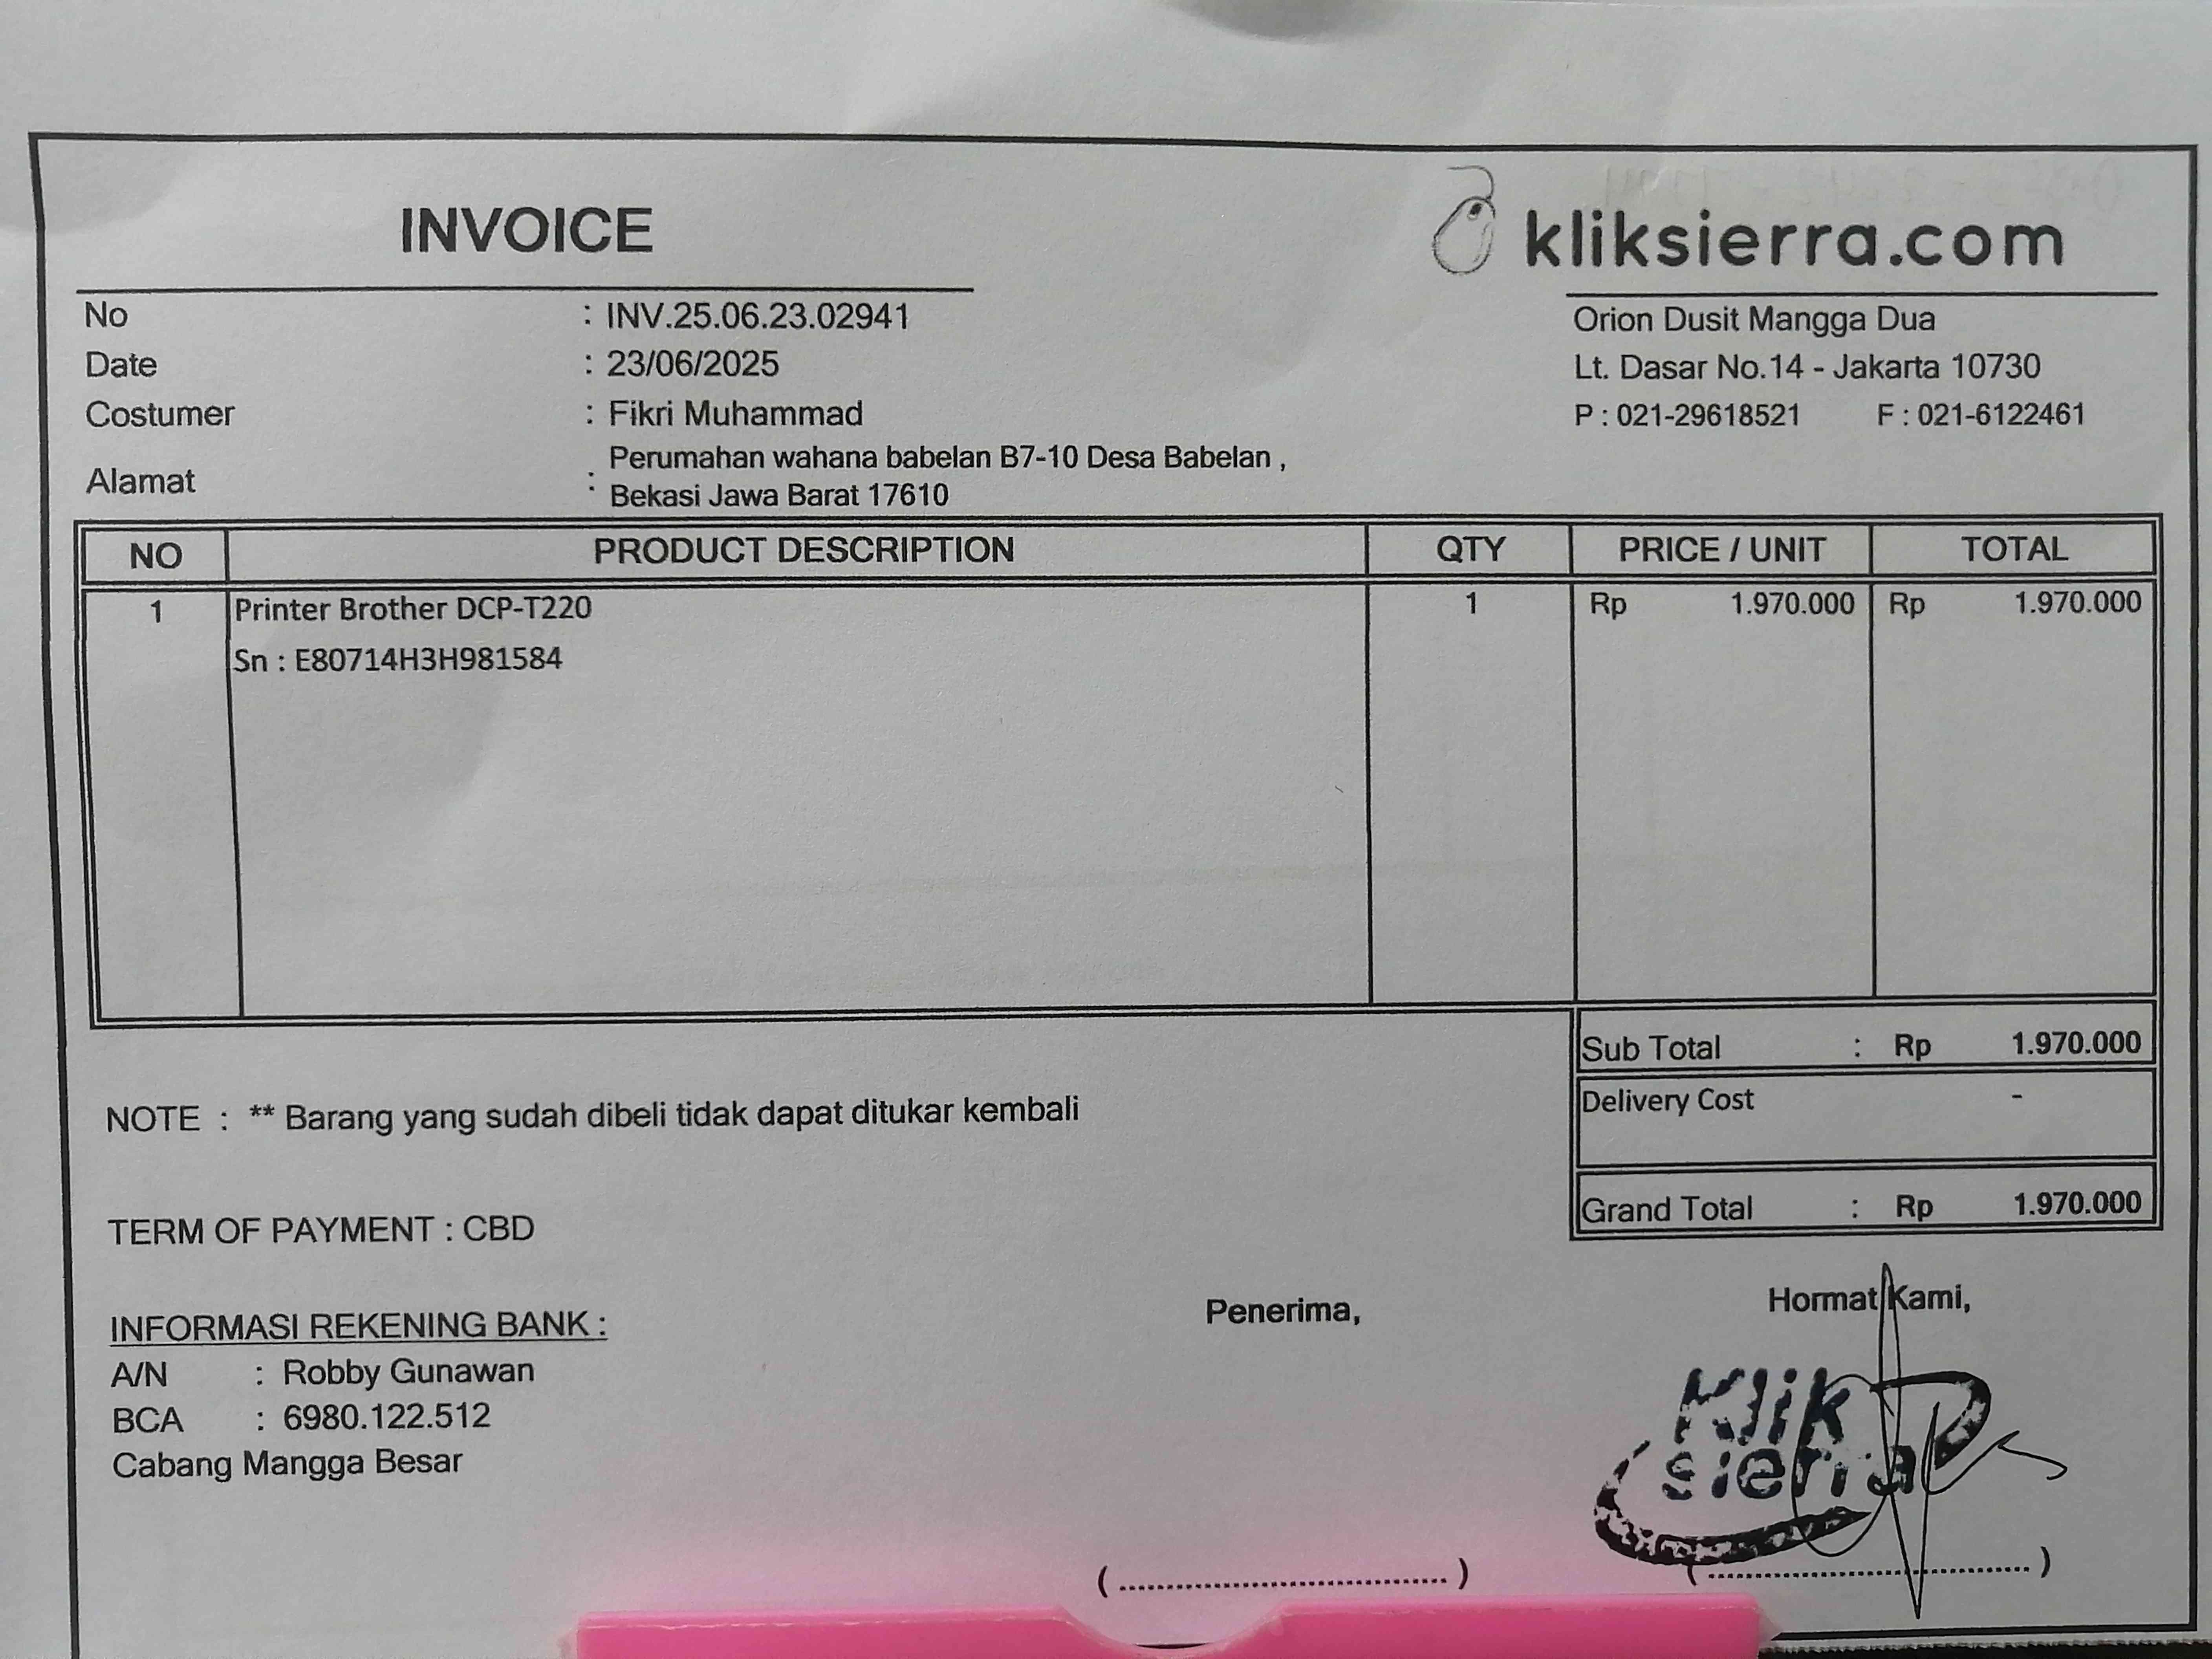 INVOICE
kliksierra.com
No : INV.25.06.23.02941
Date : 23/06/2025
Costumer : Fikri Muhammad
Alamat : Perumahan wahana babelan B7-10 Desa Babelan ,
Bekasi Jawa Barat 17610
Orion Dusit Mangga Dua
Lt. Dasar No.14 - Jakarta 10730
P : 021-29618521 F : 021-6122461
NO PRODUCT DESCRIPTION QTY PRICE / UNIT TOTAL
1 Printer Brother DCP-T220 1 Rp 1.970.000 Rp 1.970.000
Sn : E80714H3H981584
Sub Total : Rp 1.970.000
Delivery Cost -
Grand Total : Rp 1.970.000
NOTE : ** Barang yang sudah dibeli tidak dapat ditukar kembali
TERM OF PAYMENT : CBD
INFORMASI REKENING BANK :
A/N : Robby Gunawan
BCA : 6980.122.512
Cabang Mangga Besar
Penerima,
(....................................)
Hormat Kami,
Klik
sierra
(....................................)